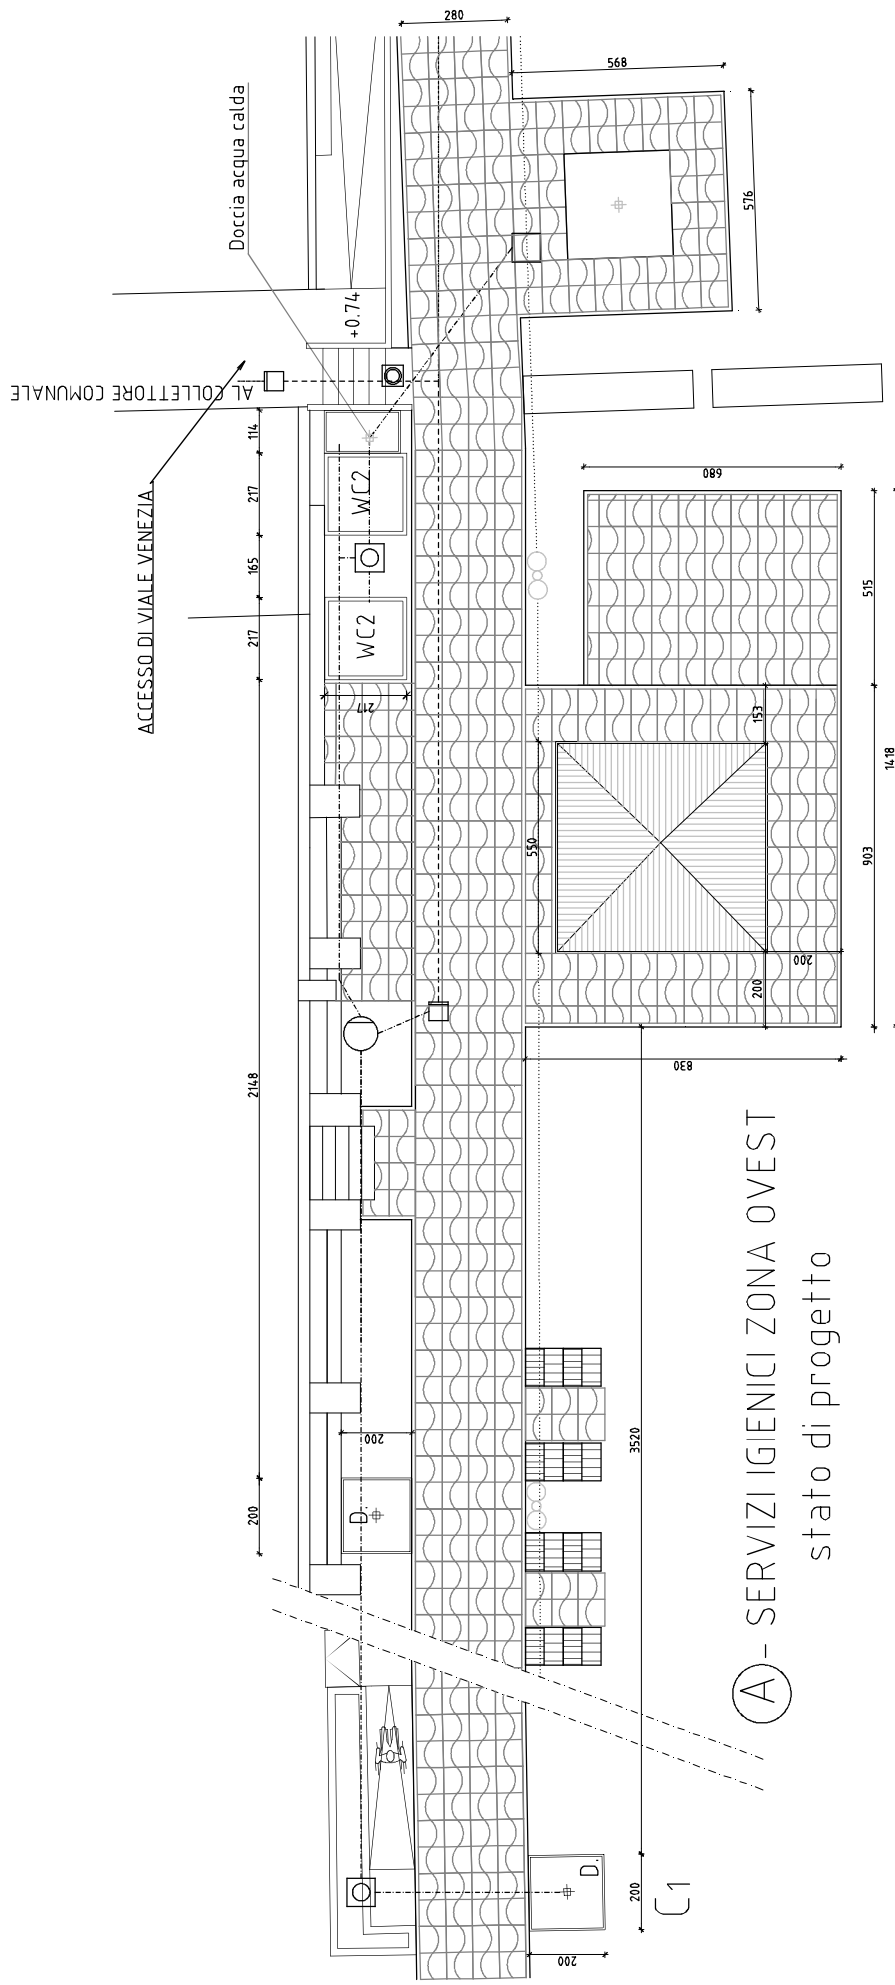 280
568
576
Doccia acqua calda
+0.74
AL COLLETTORE COMUNALE
ACCESSO DI VIALE VENEZIA
114
217
165
217
WC2
WC2
217
680
515
1418
903
153
550
200
200
830
2148
200
200
D.
3520
A - SERVIZI IGIENICI ZONA OVEST
stato di progetto
D.
200
200
C1